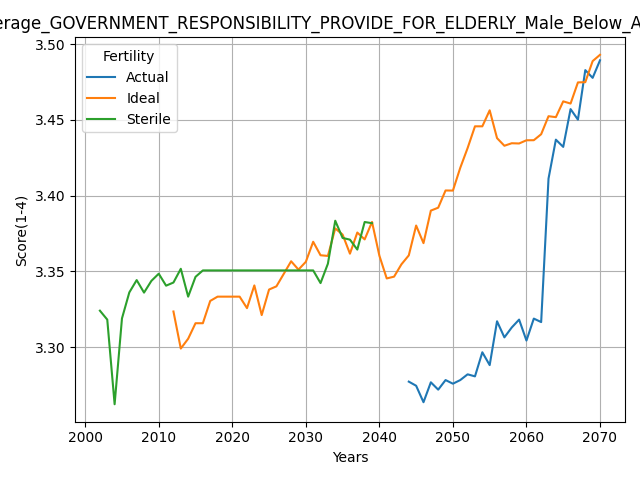 erage_GOVERNMENT_RESPONSIBILITY_PROVIDE_FOR_ELDERLY_Male_Below_A
Fertility
Actual
Ideal
Sterile
3.50
3.45
3.40
3.35
3.30
Score(1-4)
2000 2010 2020 2030 2040 2050 2060 2070
Years